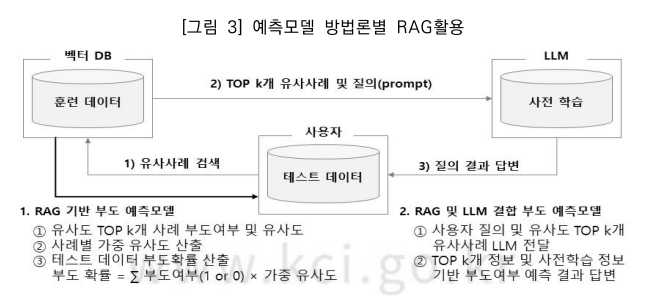 [그림 3] 예측모델 방법론별 RAG활용
벡터 DB
LLM
훈련 데이터
2) TOP k개 유사사례 및 질의(prompt)
사전 학습
사용자
1) 유사사례 검색
테스트 데이터
3) 질의 결과 답변
1. RAG 기반 부도 예측모델
① 유사도 TOP k개 사례 부도여부 및 유사도
② 사례별 가중 유사도 산출
③ 테스트 데이터 부도확률 산출
부도 확률 = ∑ 부도여부(1 or 0) × 가중 유사도
2. RAG 및 LLM 결합 부도 예측모델
① 사용자 질의 및 유사도 TOP k개
유사사례 LLM 전달
② TOP k개 정보 및 사전학습 정보
기반 부도여부 예측 결과 답변
www.kci.go.kr